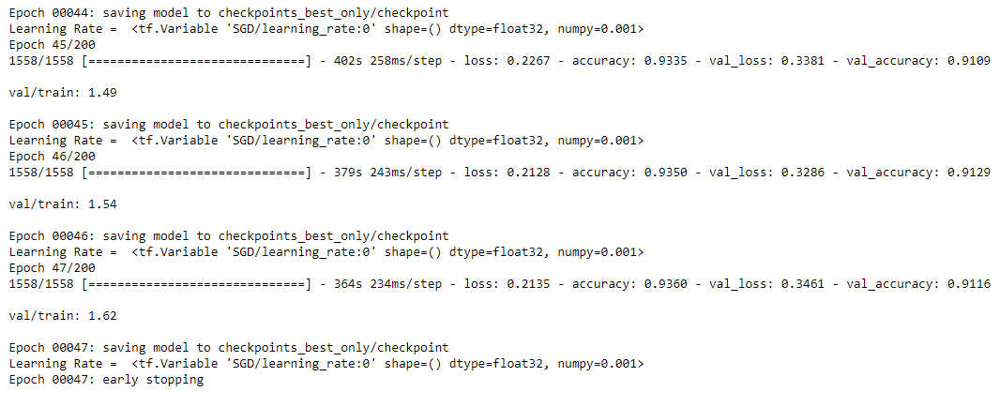 Epoch 00044: saving model to checkpoints_best_only/checkpoint
Learning Rate =  <tf.Variable 'SGD/learning_rate:0' shape=() dtype=float32, numpy=0.001>
Epoch 45/200
1558/1558 [==============================] - 402s 258ms/step - loss: 0.2267 - accuracy: 0.9335 - val_loss: 0.3381 - val_accuracy: 0.9109
val/train: 1.49
Epoch 00045: saving model to checkpoints_best_only/checkpoint
Learning Rate =  <tf.Variable 'SGD/learning_rate:0' shape=() dtype=float32, numpy=0.001>
Epoch 46/200
1558/1558 [==============================] - 379s 243ms/step - loss: 0.2128 - accuracy: 0.9350 - val_loss: 0.3286 - val_accuracy: 0.9129
val/train: 1.54
Epoch 00046: saving model to checkpoints_best_only/checkpoint
Learning Rate =  <tf.Variable 'SGD/learning_rate:0' shape=() dtype=float32, numpy=0.001>
Epoch 47/200
1558/1558 [==============================] - 364s 234ms/step - loss: 0.2135 - accuracy: 0.9360 - val_loss: 0.3461 - val_accuracy: 0.9116
val/train: 1.62
Epoch 00047: saving model to checkpoints_best_only/checkpoint
Learning Rate =  <tf.Variable 'SGD/learning_rate:0' shape=() dtype=float32, numpy=0.001>
Epoch 00047: early stopping